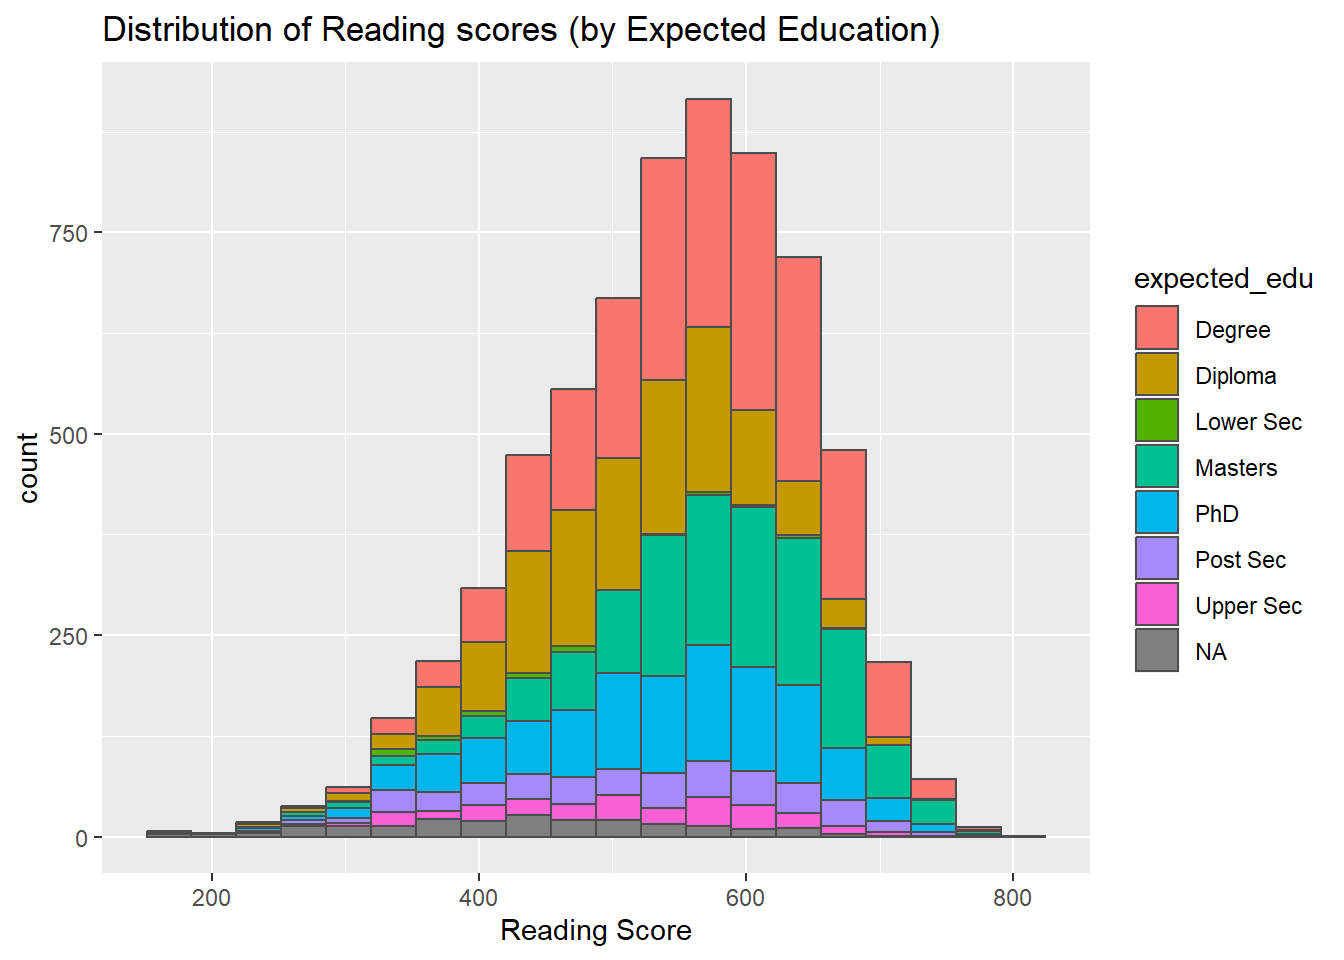 Distribution of Reading scores (by Expected Education)
count
750
500
250
0
200
400
600
800
Reading Score
expected_edu
Degree
Diploma
Lower Sec
Masters
PhD
Post Sec
Upper Sec
NA